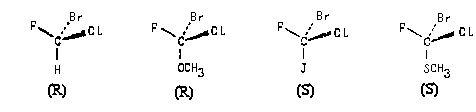 F Br F Br F Br F Br
C CL C CL C CL C CL
H OCH3 J SCH3
(R) (R) (S) (S)